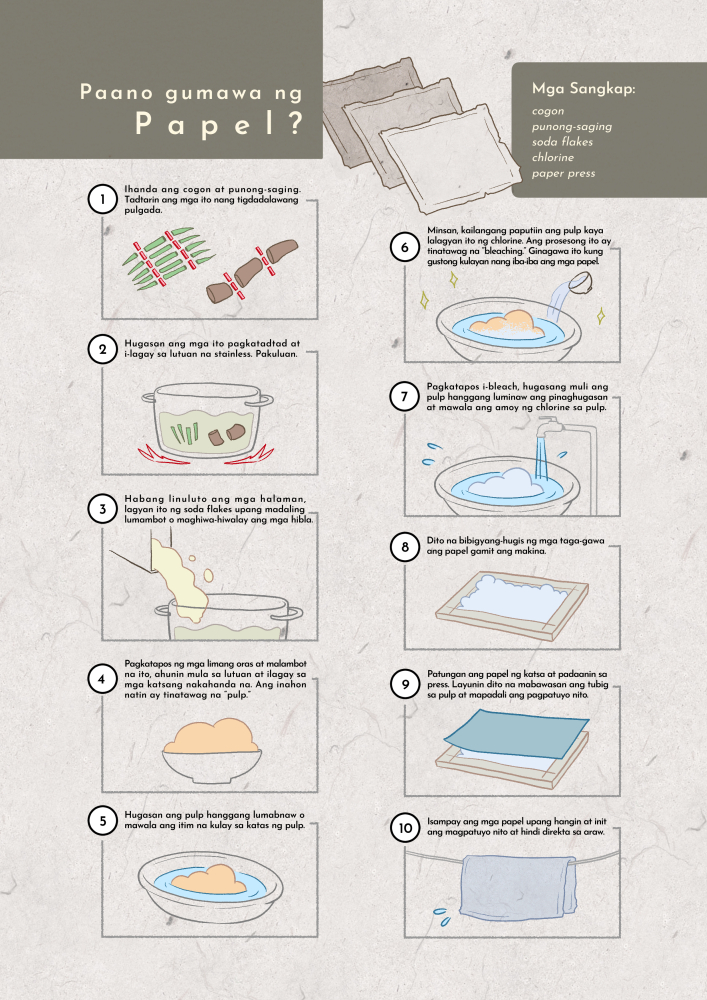 Paano gumawa ng
Papel?
Mga Sangkap:
cogon
punong-saging
soda flakes
chlorine
paper press
1
Ihanda ang cogon at punong-saging.
Tadtarin ang mga ito nang tigdadalawang
pulgada.
2
Hugasan ang mga ito pagkatadtad at
i-lagay sa lutuan na stainless. Pakuluan.
3
Habang linuluto ang mga halaman,
lagyan ito ng soda flakes upang madaling
lumambot o maghiwa-hiwalay ang mga hibla.
4
Pagkatapos ng mga limang oras at malambot
na ito, ahunin mula sa lutuan at ilagay sa
mga katsang nakahanda na. Ang inahon
natin ay tinatawag na "pulp."
5
Hugasan ang pulp hanggang lumabnaw o
mawala ang itim na kulay sa katas ng pulp.
6
Minsan, kailangang paputiin ang pulp kaya
lalagyan ito ng chlorine. Ang prosesong ito ay
tinatawag na "bleaching." Ginagawa ito kung
gustong kulayan nang iba-iba ang mga papel.
7
Pagkatapos i-bleach, hugasang muli ang
pulp hanggang luminaw ang pinaghugasan
at mawala ang amoy ng chlorine sa pulp.
8
Dito na bibigyang-hugis ng mga taga-gawa
ang papel gamit ang makina.
9
Patungan ang papel ng katsa at padaanin sa
press. Layunin dito na mabawasan ang tubig
sa pulp at mapadali ang pagpatuyo nito.
10
Isampay ang mga papel upang hangin at init
ang magpatuyo nito at hindi direkta sa araw.